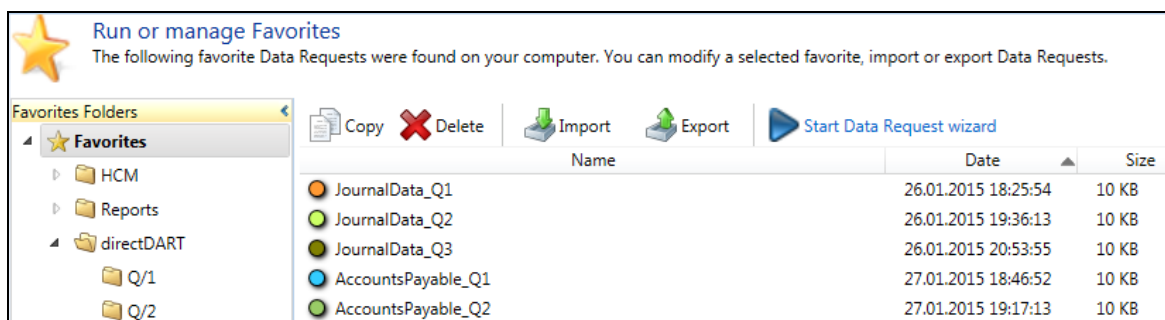 Run or manage Favorites
The following favorite Data Requests were found on your computer. You can modify a selected favorite, import or export Data Requests.
Favorites Folders
Favorites
HCM
Reports
directDART
Q/1
Q/2
Copy Delete Import Export Start Data Request wizard
Name Date Size
JournalData_Q1 26.01.2015 18:25:54 10 KB
JournalData_Q2 26.01.2015 19:36:13 10 KB
JournalData_Q3 26.01.2015 20:53:55 10 KB
AccountsPayable_Q1 27.01.2015 18:46:52 10 KB
AccountsPayable_Q2 27.01.2015 19:17:13 10 KB